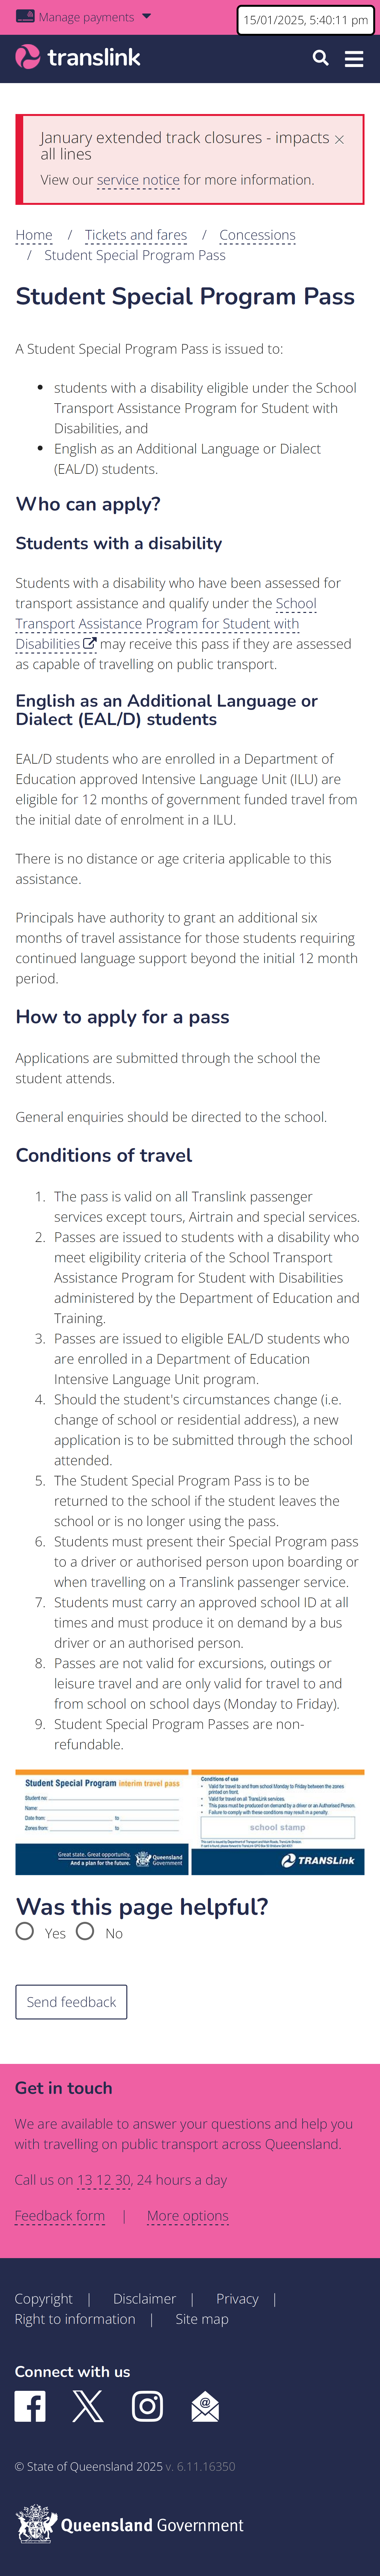 Manage payments
15/01/2025, 5:40:11 pm
translink
January extended track closures - impacts
all lines
View our service notice for more information.
Home / Tickets and fares / Concessions
/ Student Special Program Pass
Student Special Program Pass
A Student Special Program Pass is issued to:
• students with a disability eligible under the School
Transport Assistance Program for Student with
Disabilities, and
• English as an Additional Language or Dialect
(EAL/D) students.
Who can apply?
Students with a disability
Students with a disability who have been assessed for
transport assistance and qualify under the School
Transport Assistance Program for Student with
Disabilities may receive this pass if they are assessed
as capable of travelling on public transport.
English as an Additional Language or
Dialect (EAL/D) students
EAL/D students who are enrolled in a Department of
Education approved Intensive Language Unit (ILU) are
eligible for 12 months of government funded travel from
the initial date of enrolment in a ILU.
There is no distance or age criteria applicable to this
assistance.
Principals have authority to grant an additional six
months of travel assistance for those students requiring
continued language support beyond the initial 12 month
period.
How to apply for a pass
Applications are submitted through the school the
student attends.
General enquiries should be directed to the school.
Conditions of travel
1. The pass is valid on all Translink passenger
services except tours, Airtrain and special services.
2. Passes are issued to students with a disability who
meet eligibility criteria of the School Transport
Assistance Program for Student with Disabilities
administered by the Department of Education and
Training.
3. Passes are issued to eligible EAL/D students who
are enrolled in a Department of Education
Intensive Language Unit program.
4. Should the student's circumstances change (i.e.
change of school or residential address), a new
application is to be submitted through the school
attended.
5. The Student Special Program Pass is to be
returned to the school if the student leaves the
school or is no longer using the pass.
6. Students must present their Special Program pass
to a driver or authorised person upon boarding or
when travelling on a Translink passenger service.
7. Students must carry an approved school ID at all
times and must produce it on demand by a bus
driver or an authorised person.
8. Passes are not valid for excursions, outings or
leisure travel and are only valid for travel to and
from school on school days (Monday to Friday).
9. Student Special Program Passes are non-
refundable.
Student Special Program interim travel pass
Student no:
Name:
Date from: to
Zones from: to
Great state. Great opportunity.
And a plan for the future.
Queensland
Government
Conditions of use
• Valid for travel to and from school Monday to Friday between the zones
printed on front.
• Valid for travel on all TransLink services.
• This pass must be produced on demand by a driver or an Authorised Person.
• Failure to comply with these conditions may result in a penalty.
school stamp
TRANSLink
Was this page helpful?
Yes No
Send feedback
Get in touch
We are available to answer your questions and help you
with travelling on public transport across Queensland.
Call us on 13 12 30, 24 hours a day
Feedback form | More options
Copyright | Disclaimer | Privacy |
Right to information | Site map
Connect with us
© State of Queensland 2025 v. 6.11.16350
Queensland Government